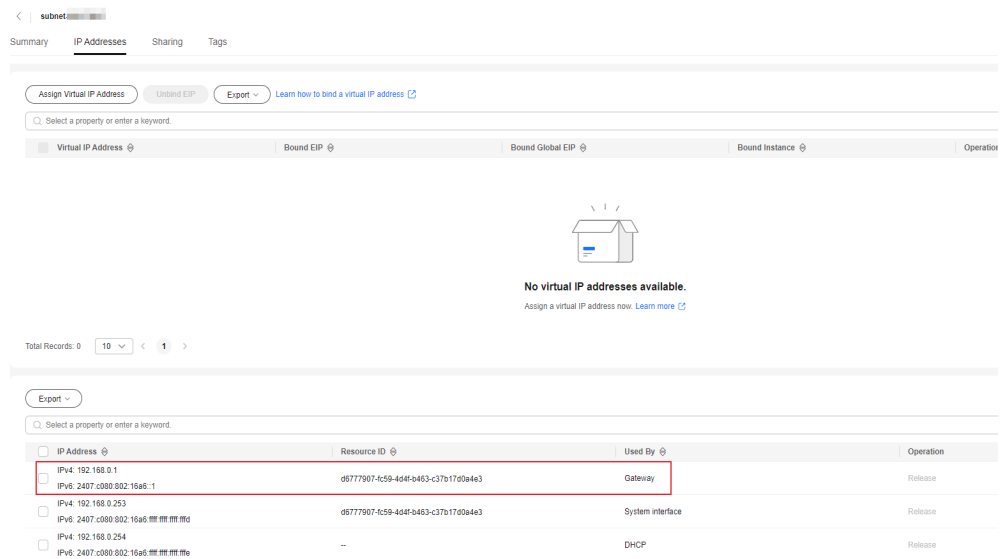 subnet
Summary IP Addresses Sharing Tags
Assign Virtual IP Address Unbind EIP Export Learn how to bind a virtual IP address
Select a property or enter a keyword.
Virtual IP Address Bound EIP Bound Global EIP Bound Instance Operation
No virtual IP addresses available.
Assign a virtual IP address now. Learn more
Total Records: 0 10 1
Export
Select a property or enter a keyword.
IP Address Resource ID Used By Operation
IPv4: 192.168.0.1
IPv6: 2407:c080:802:16a6::1
d6777907-fc59-4d4f-b463-c37b17d0a4e3 Gateway Release
IPv4: 192.168.0.253
IPv6: 2407:c080:802:16a6:ffff:ffff:ffff:fffd
d6777907-fc59-4d4f-b463-c37b17d0a4e3 System interface Release
IPv4: 192.168.0.254
IPv6: 2407:c080:802:16a6:ffff:ffff:ffff:fffe
-- DHCP Release